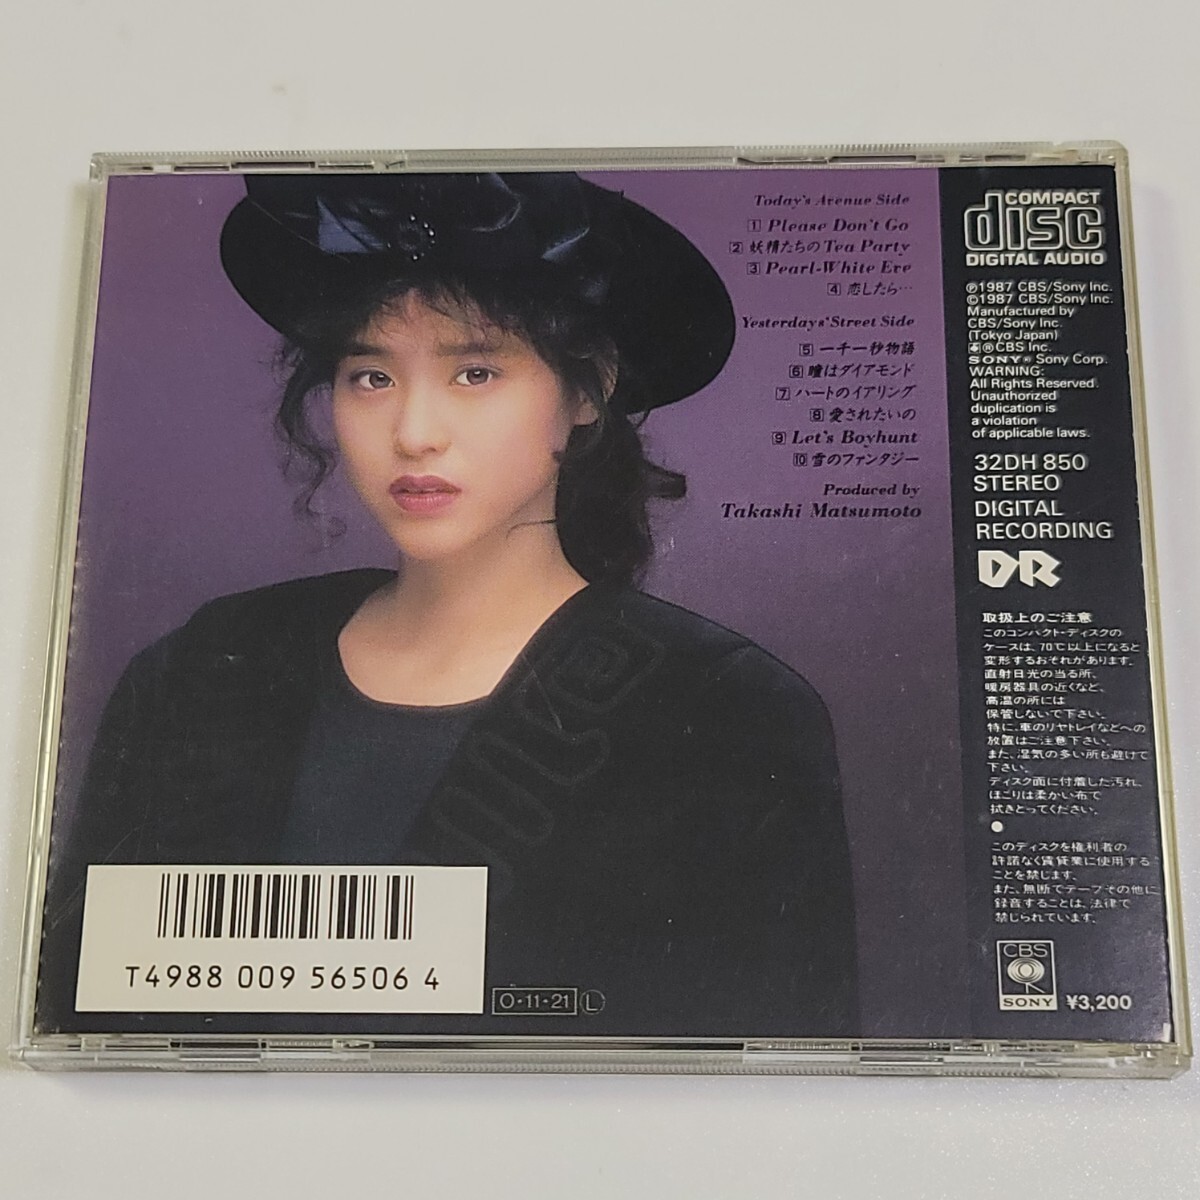 Today's Avenue Side
1 Please Don't Go
2 妖精たちのTea Party
3 Pearl-White Eve
4 恋したら…
Yesterdays' Street Side
5 一千一秒物語
6 瞳はダイアモンド
7 ハートのイアリング
8 愛されたいの
9 Let's Boyhunt
10 雪のファンタジー
Produced by
Takashi Matsumoto
COMPACT
disc
DIGITAL AUDIO
Ⓟ1987 CBS/Sony Inc.
©1987 CBS/Sony Inc.
Manufactured by
CBS/Sony Inc.
(Tokyo Japan)
® CBS Inc.
SONY® Sony Corp.
WARNING:
All Rights Reserved.
Unauthorized
duplication is
a violation
of applicable laws.
32DH 850
STEREO
DIGITAL
RECORDING
DR
取扱上のご注意
このコンパクト・ディスクの
ケースは、70℃以上になると
変形するおそれがあります。
直射日光の当る所、
暖房器具の近くなど、
高温の所には
保管しないで下さい。
特に、車のリヤトレイなどへの
放置はご注意下さい。
また、湿気の多い所も避けて
下さい。
ディスク面に付着した汚れ、
ほこりは柔かい布で
拭きとってください。
●
このディスクを権利者の
許諾なく賃貸業に使用する
ことを禁じます。
また、無断でテープその他に
録音することは、法律で
禁じられています。
CBS
SONY
¥3,200
T4988 009 56506 4
O・11・21 L